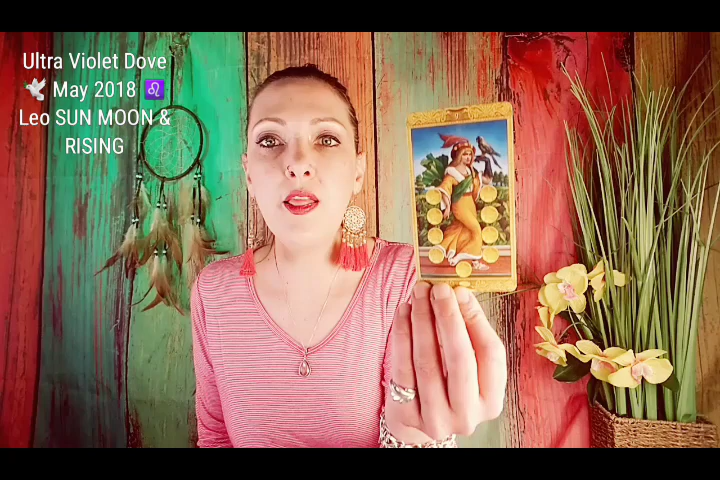 Ultra Violet Dove
🕊 May 2018 ♌
Leo SUN MOON &
RISING